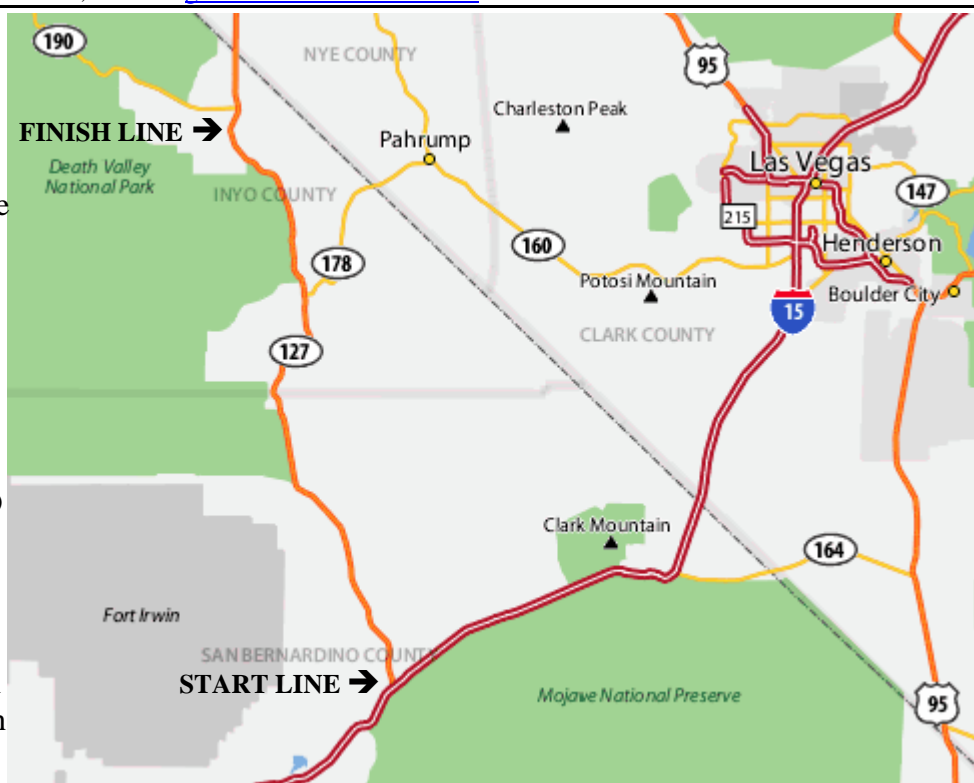 190
NYE COUNTY
95
Charleston Peak
FINISH LINE ➔
Pahrump
Las Vegas
Death Valley
National Park
INYO COUNTY
147
215
160
Henderson
178
Potosi Mountain
Boulder City
15
CLARK COUNTY
127
Clark Mountain
164
Fort Irwin
SAN BERNARDINO COUNTY
START LINE ➔
Mojave National Preserve
95